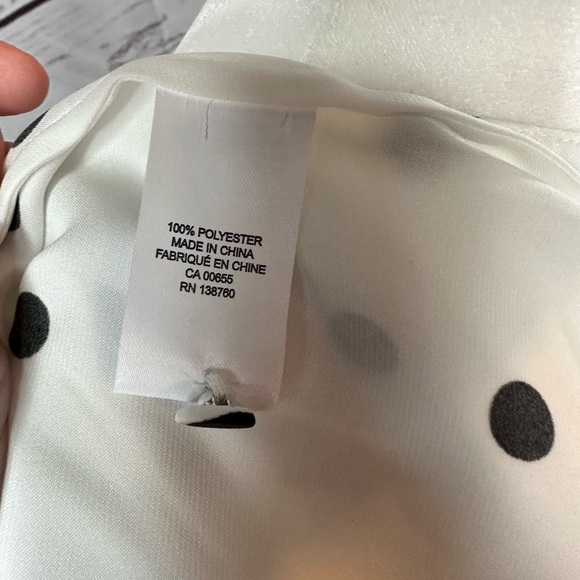 100% POLYESTER
MADE IN CHINA
FABRIQUÉ EN CHINE
CA 00655
RN 138760